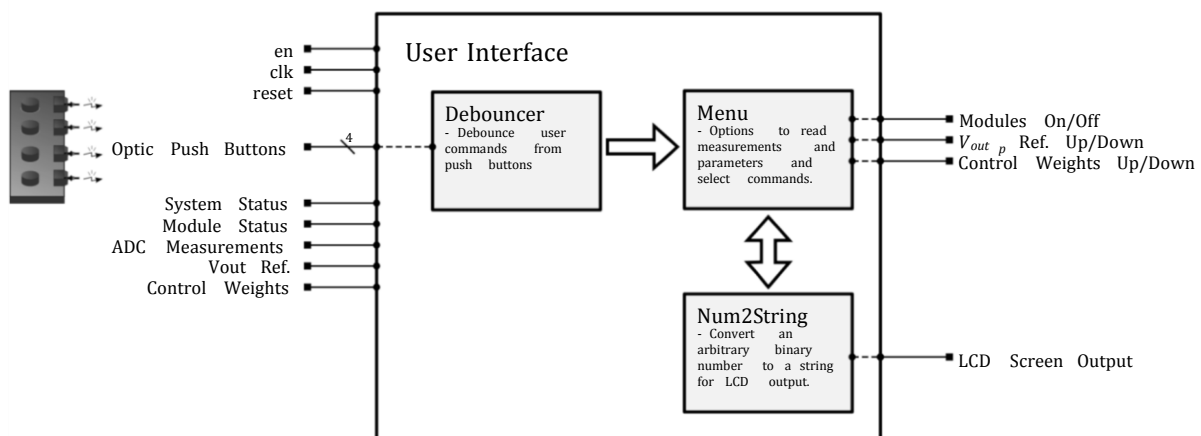 User Interface
en
clk
reset
Optic Push Buttons
4
System Status
Module Status
ADC Measurements
Vout Ref.
Control Weights
Debouncer
- Debounce user
commands from
push buttons
Menu
- Options to read
measurements and
parameters and
select commands.
Num2String
- Convert an
arbitrary binary
number to a string
for LCD output.
Modules On/Off
Vout p Ref. Up/Down
Control Weights Up/Down
LCD Screen Output